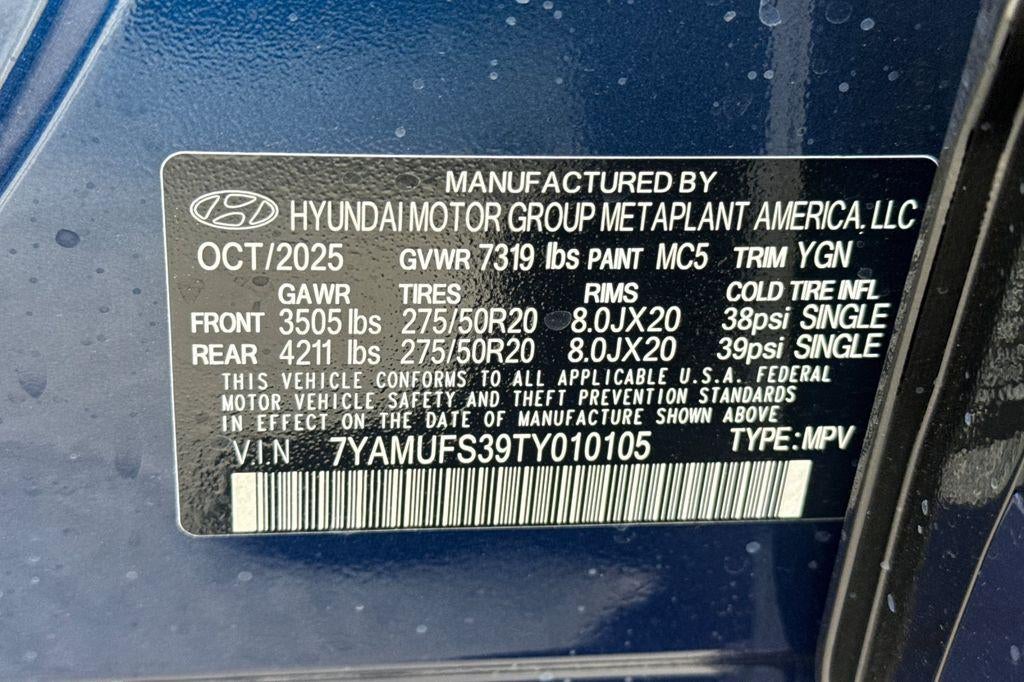 MANUFACTURED BY
HYUNDAI MOTOR GROUP METAPLANT AMERICA, LLC
OCT/2025 GVWR 7319 lbs PAINT MC5 TRIM YGN
GAWR TIRES RIMS COLD TIRE INFL
FRONT 3505 lbs 275/50R20 8.0JX20 38psi SINGLE
REAR 4211 lbs 275/50R20 8.0JX20 39psi SINGLE
THIS VEHICLE CONFORMS TO ALL APPLICABLE U.S.A. FEDERAL
MOTOR VEHICLE SAFETY AND THEFT PREVENTION STANDARDS
IN EFFECT ON THE DATE OF MANUFACTURE SHOWN ABOVE
VIN 7YAMUFS39TY010105 TYPE:MPV